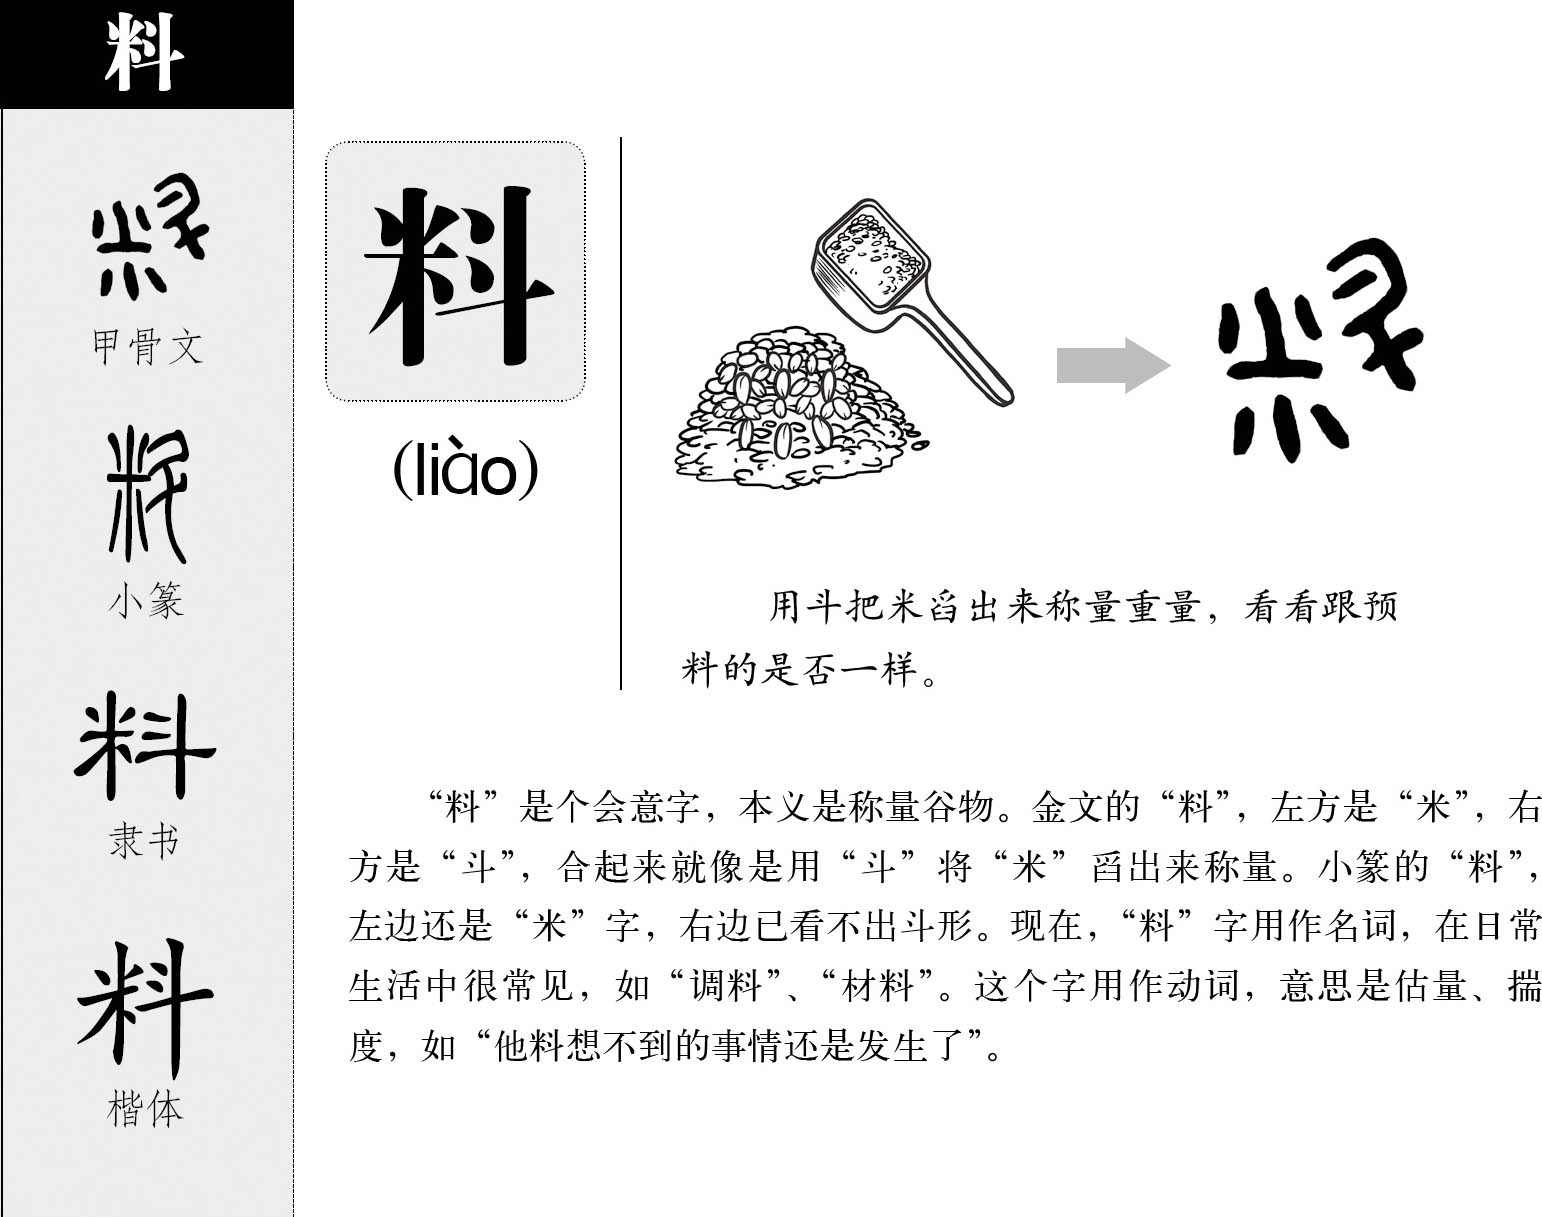 料
甲骨文
小篆
隶书
楷体
料
(liào)
用斗把米舀出来称量重量，看看跟预
料的是否一样。
“料”是个会意字，本义是称量谷物。金文的“料”，左方是“米”，右
方是“斗”，合起来就像是用“斗”将“米”舀出来称量。小篆的“料”，
左边还是“米”字，右边已看不出斗形。现在，“料”字用作名词，在日常
生活中很常见，如“调料”、“材料”。这个字用作动词，意思是估量、揣
度，如“他料想不到的事情还是发生了”。